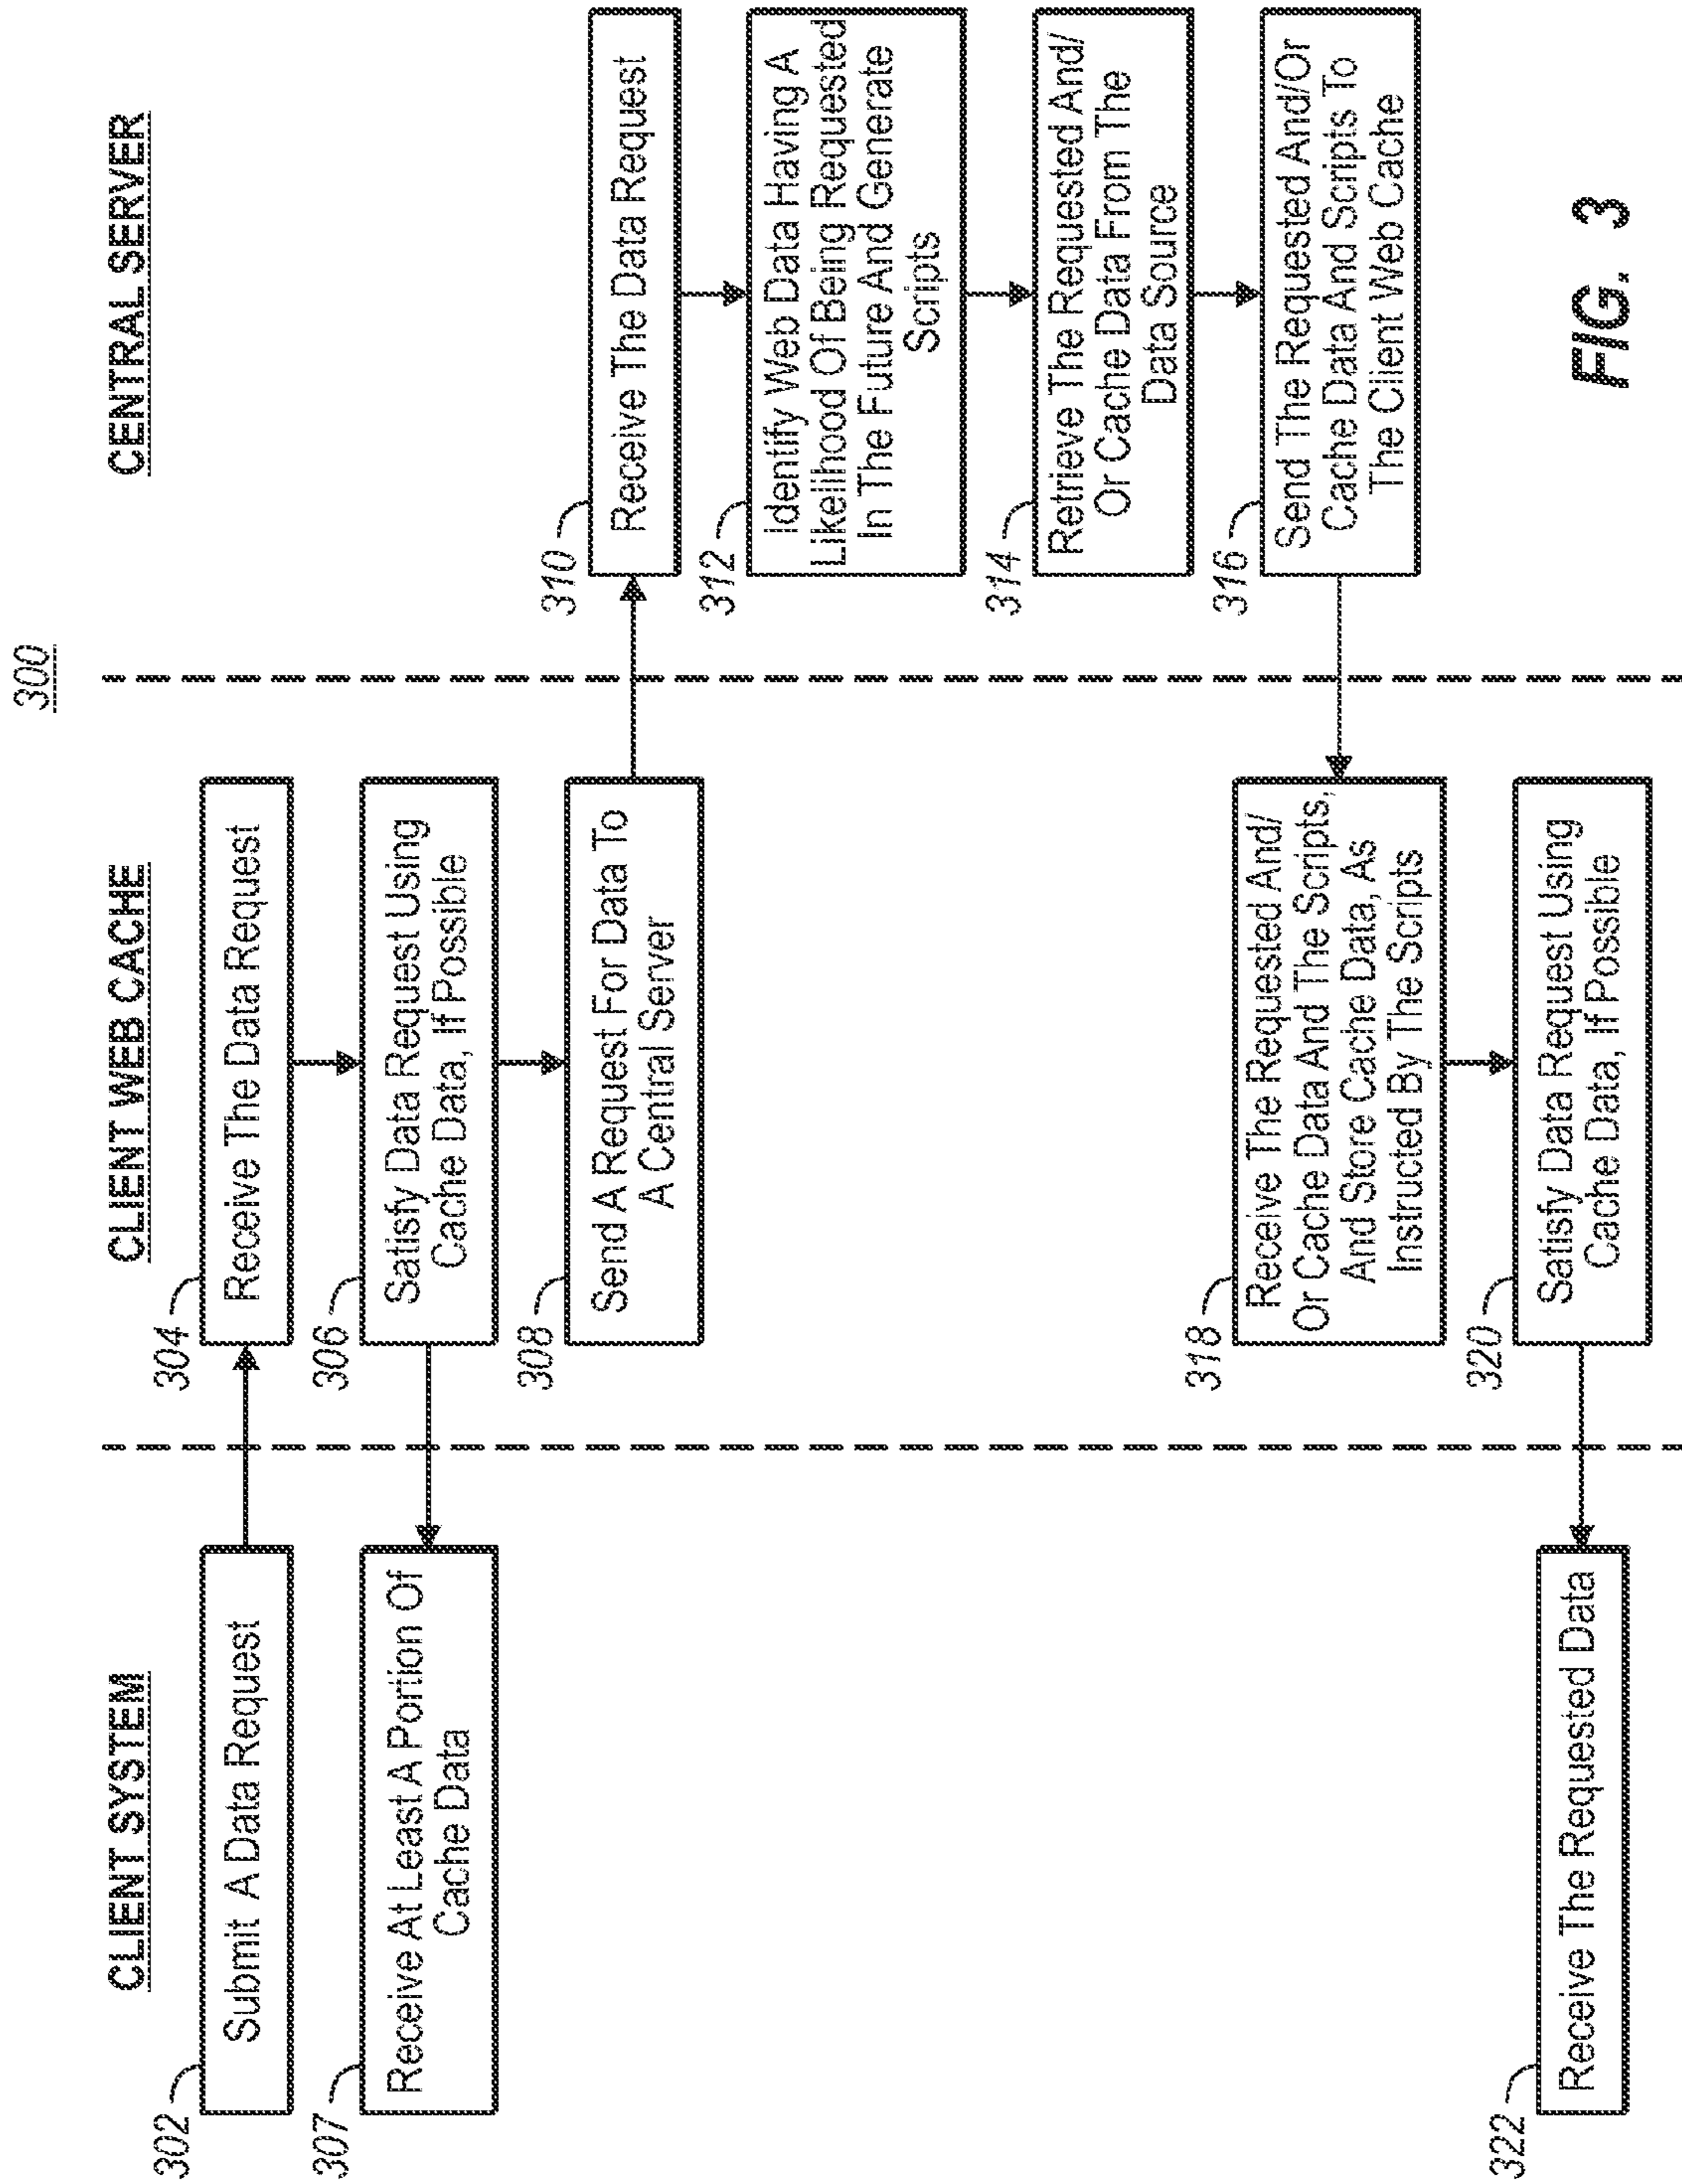 300
CLIENT SYSTEM
CLIENT WEB CACHE
CENTRAL SERVER
302
Submit A Data Request
304
Receive The Data Request
306
Satisfy Data Request Using
Cache Data, If Possible
307
Receive At Least A Portion Of
Cache Data
308
Send A Request For Data To
A Central Server
310
Receive The Data Request
312
Identify Web Data Having A
Likelihood Of Being Requested
In The Future And Generate
Scripts
314
Retrieve The Requested And/
Or Cache Data From The
Data Source
316
Send The Requested And/Or
Cache Data And Scripts To
The Client Web Cache
318
Receive The Requested And/
Or Cache Data And The Scripts,
And Store Cache Data, As
Instructed By The Scripts
320
Satisfy Data Request Using
Cache Data, If Possible
322
Receive The Requested Data
FIG. 3